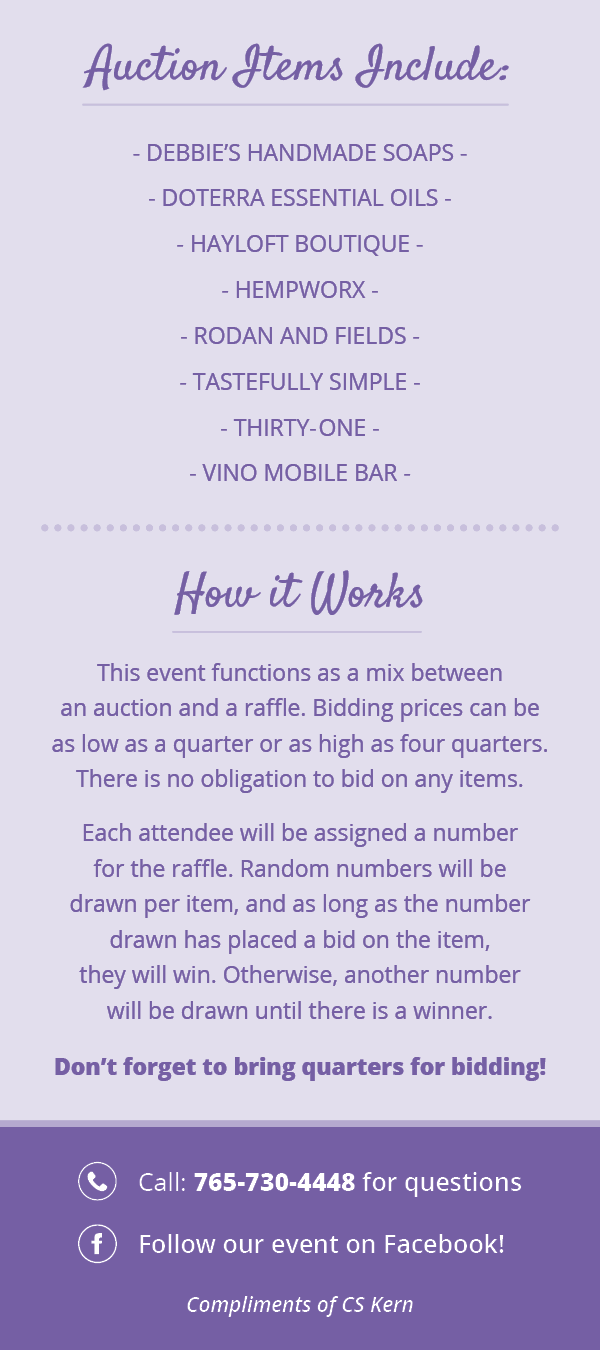 Auction Items Include:
- DEBBIE’S HANDMADE SOAPS -
- DOTERRA ESSENTIAL OILS -
- HAYLOFT BOUTIQUE -
- HEMPWORX -
- RODAN AND FIELDS -
- TASTEFULLY SIMPLE -
- THIRTY-ONE -
- VINO MOBILE BAR -
How it Works
This event functions as a mix between
an auction and a raffle. Bidding prices can be
as low as a quarter or as high as four quarters.
There is no obligation to bid on any items.
Each attendee will be assigned a number
for the raffle. Random numbers will be
drawn per item, and as long as the number
drawn has placed a bid on the item,
they will win. Otherwise, another number
will be drawn until there is a winner.
Don’t forget to bring quarters for bidding!
Call: 765-730-4448 for questions
Follow our event on Facebook!
Compliments of CS Kern